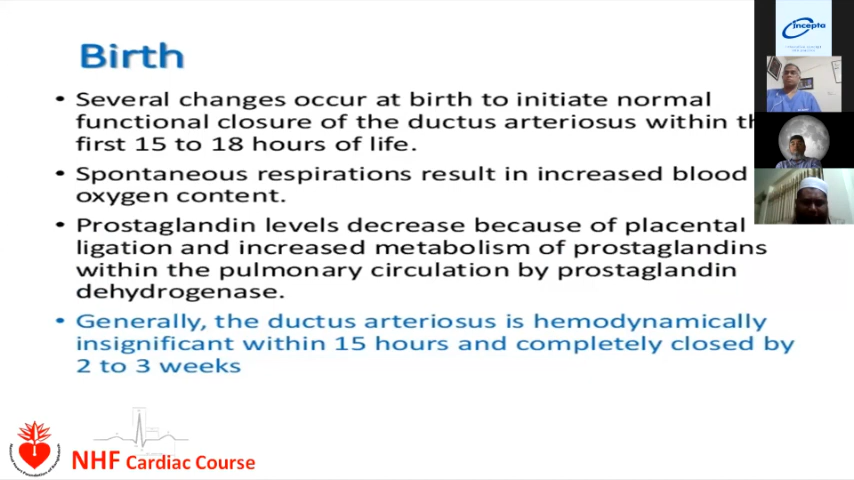 Birth
• Several changes occur at birth to initiate normal
functional closure of the ductus arteriosus within
first 15 to 18 hours of life.
• Spontaneous respirations result in increased blood
oxygen content.
• Prostaglandin levels decrease because of placental
ligation and increased metabolism of prostaglandins
within the pulmonary circulation by prostaglandin
dehydrogenase.
• Generally, the ductus arteriosus is hemodynamically
insignificant within 15 hours and completely closed by
2 to 3 weeks
NHF Cardiac Course
Incepta